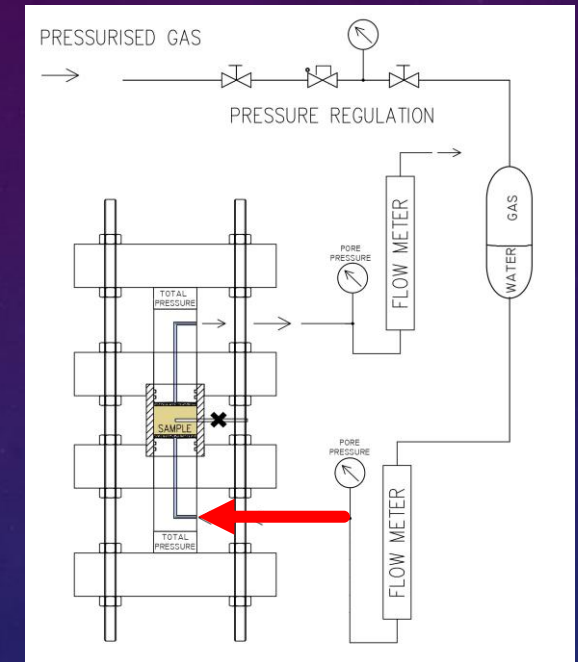 PRESSURISED GAS
PRESSURE REGULATION
GAS
WATER
FLOW METER
PORE
PRESSURE
TOTAL
PRESSURE
SAMPLE
PORE
PRESSURE
FLOW METER
TOTAL
PRESSURE